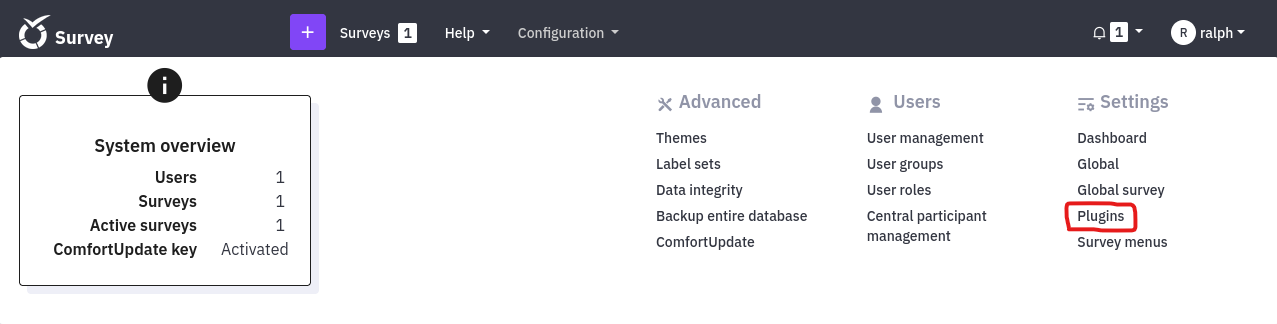 Survey
+ Surveys 1 Help Configuration
1 R ralph
i
System overview
Users 1
Surveys 1
Active surveys 1
ComfortUpdate key Activated
Advanced
Themes
Label sets
Data integrity
Backup entire database
ComfortUpdate
Users
User management
User groups
User roles
Central participant
management
Settings
Dashboard
Global
Global survey
Plugins
Survey menus